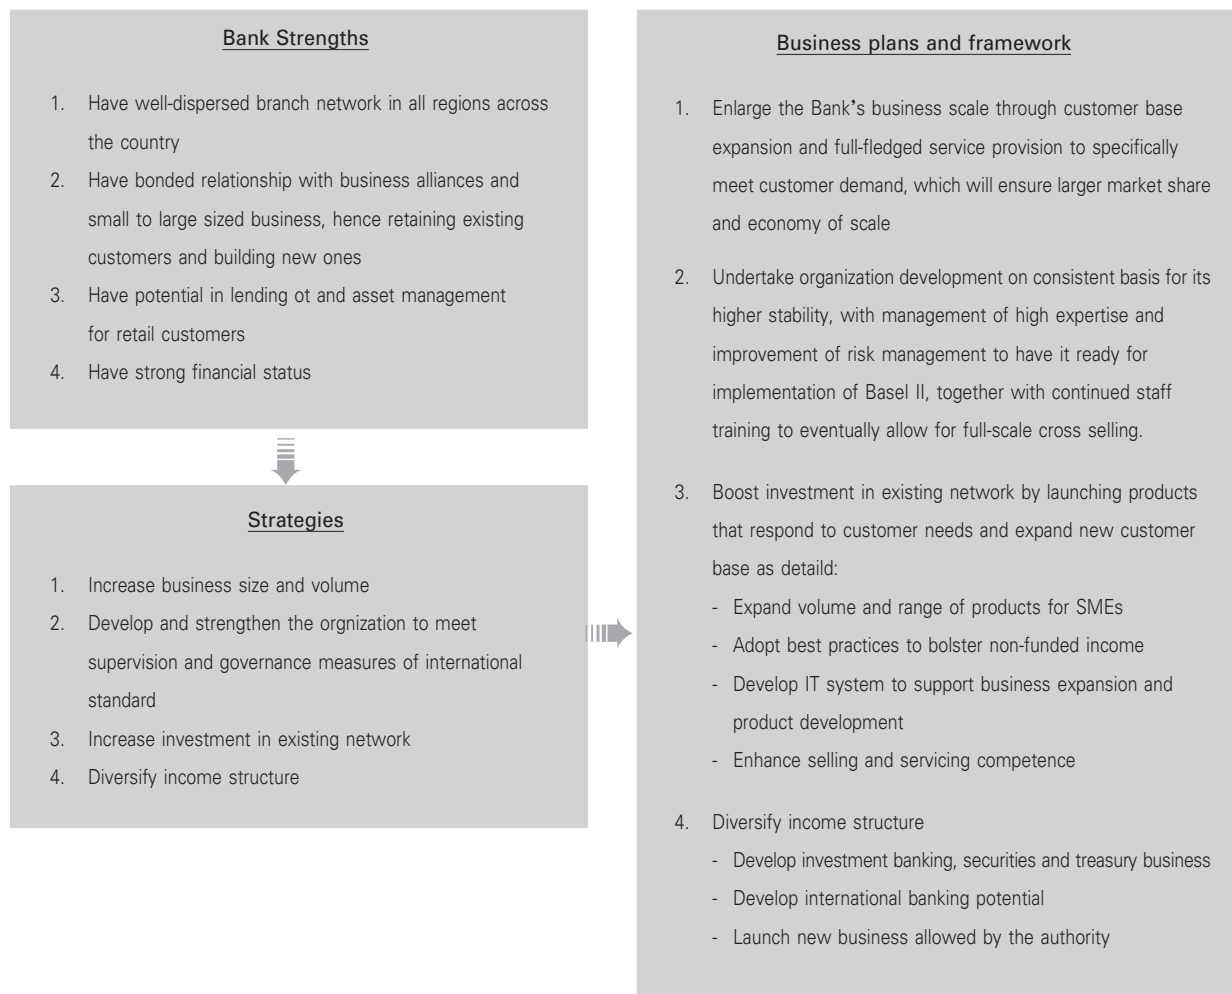 Bank Strengths
1. Have well-dispersed branch network in all regions across
the country
2. Have bonded relationship with business alliances and
small to large sized business, hence retaining existing
customers and building new ones
3. Have potential in lending ot and asset management
for retail customers
4. Have strong financial status
Strategies
1. Increase business size and volume
2. Develop and strengthen the orgnization to meet
supervision and governance measures of international
standard
3. Increase investment in existing network
4. Diversify income structure
Business plans and framework
1. Enlarge the Bank's business scale through customer base
expansion and full-fledged service provision to specifically
meet customer demand, which will ensure larger market share
and economy of scale
2. Undertake organization development on consistent basis for its
higher stability, with management of high expertise and
improvement of risk management to have it ready for
implementation of Basel II, together with continued staff
training to eventually allow for full-scale cross selling.
3. Boost investment in existing network by launching products
that respond to customer needs and expand new customer
base as detaild:
- Expand volume and range of products for SMEs
- Adopt best practices to bolster non-funded income
- Develop IT system to support business expansion and
product development
- Enhance selling and servicing competence
4. Diversify income structure
- Develop investment banking, securities and treasury business
- Develop international banking potential
- Launch new business allowed by the authority